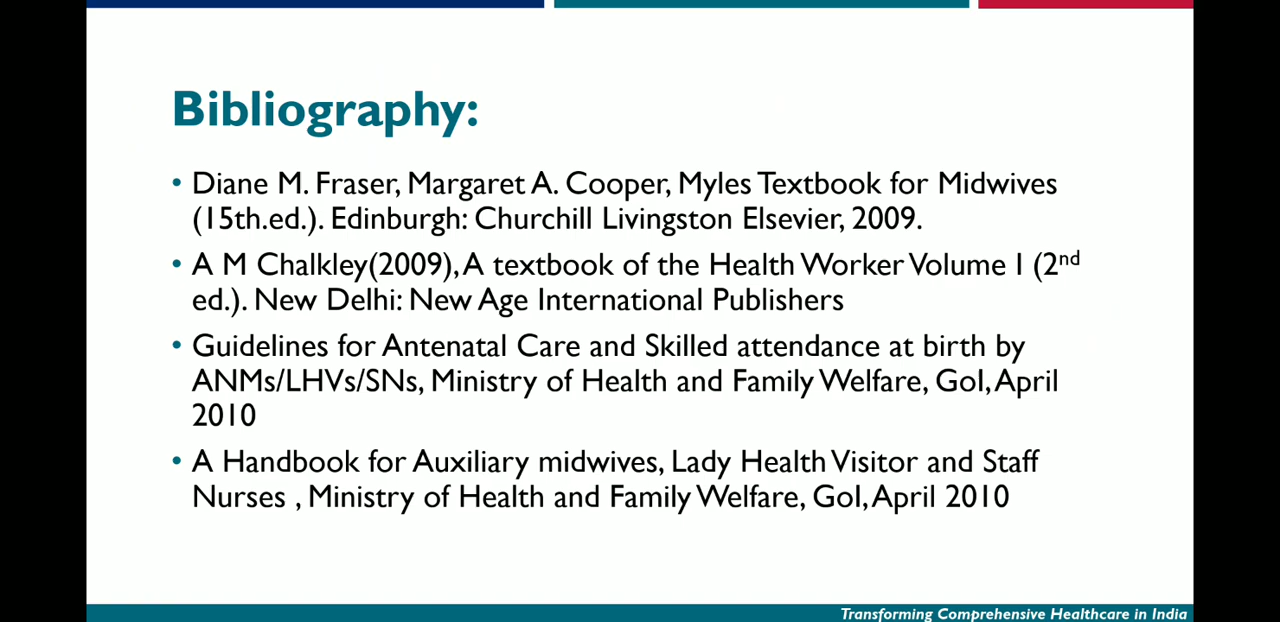 Bibliography:
• Diane M. Fraser, Margaret A. Cooper, Myles Textbook for Midwives
(15th.ed.). Edinburgh: Churchill Livingston Elsevier, 2009.
• A M Chalkley(2009), A textbook of the Health Worker Volume I (2nd
ed.). New Delhi: New Age International Publishers
• Guidelines for Antenatal Care and Skilled attendance at birth by
ANMs/LHVs/SNs, Ministry of Health and Family Welfare, GoI, April
2010
• A Handbook for Auxiliary midwives, Lady Health Visitor and Staff
Nurses , Ministry of Health and Family Welfare, GoI, April 2010
Transforming Comprehensive Healthcare in India